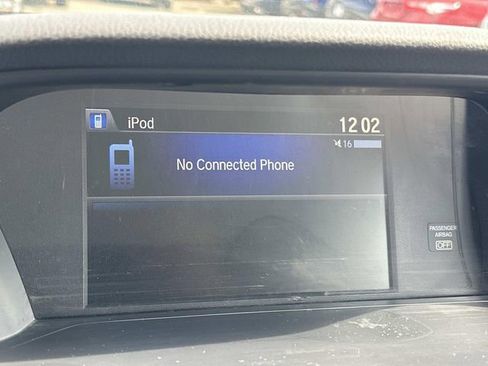 iPod 12 02
16
No Connected Phone
PASSENGER
AIRBAG
OFF